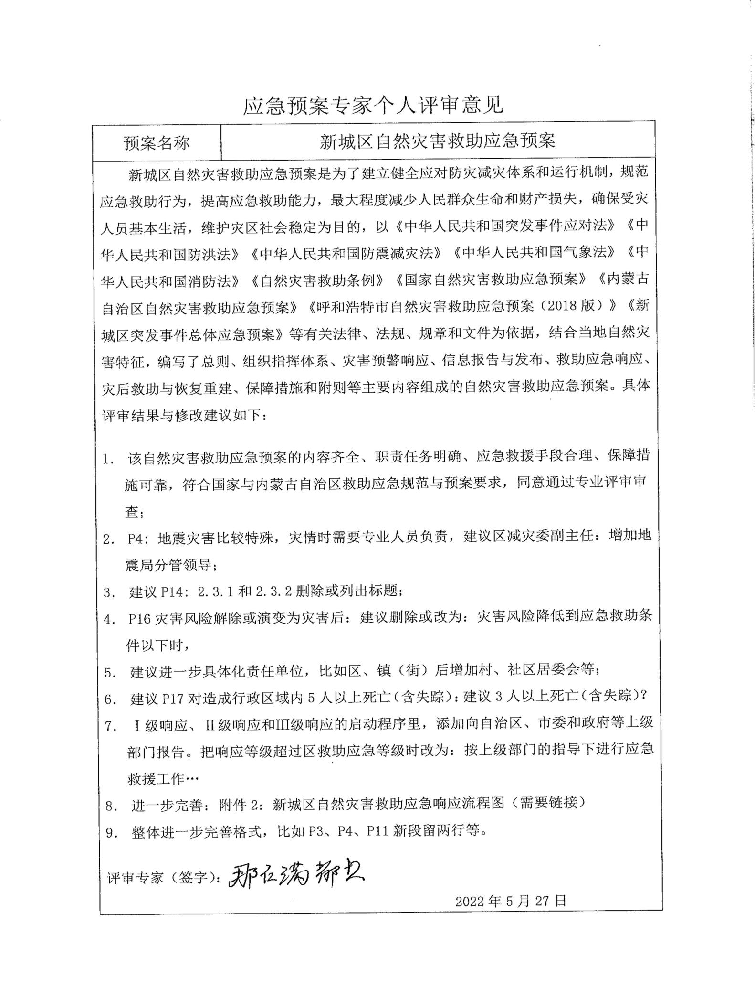 应急预案专家个人评审意见
预案名称
新城区自然灾害救助应急预案
新城区自然灾害救助应急预案是为了建立健全应对防灾减灾体系和运行机制，规范
应急救助行为，提高应急救助能力，最大程度减少人民群众生命和财产损失，确保受灾
人员基本生活，维护灾区社会稳定为目的，以《中华人民共和国突发事件应对法》《中
华人民共和国防洪法》《中华人民共和国防震减灾法》《中华人民共和国气象法》《中
华人民共和国消防法》《自然灾害救助条例》《国家自然灾害救助应急预案》《内蒙古
自治区自然灾害救助应急预案》《呼和浩特市自然灾害救助应急预案（2018 版）》《新
城区突发事件总体应急预案》等有关法律、法规、规章和文件为依据，结合当地自然灾
害特征，编写了总则、组织指挥体系、灾害预警响应、信息报告与发布、救助应急响应、
灾后救助与恢复重建、保障措施和附则等主要内容组成的自然灾害救助应急预案。具体
评审结果与修改建议如下：
1. 该自然灾害救助应急预案的内容齐全、职责任务明确、应急救援手段合理、保障措
施可靠，符合国家与内蒙古自治区救助应急规范与预案要求，同意通过专业评审审
查；
2. P4：地震灾害比较特殊，灾情时需要专业人员负责，建议区减灾委副主任：增加地
震局分管领导；
3. 建议 P14：2.3.1 和 2.3.2 删除或列出标题；
4. P16 灾害风险解除或演变为灾害后：建议删除或改为：灾害风险降低到应急救助条
件以下时，
5. 建议进一步具体化责任单位，比如区、镇（街）后增加村、社区居委会等；
6. 建议 P17 对造成行政区域内 5 人以上死亡（含失踪）：建议 3 人以上死亡（含失踪）？
7. Ⅰ级响应、Ⅱ级响应和Ⅲ级响应的启动程序里，添加向自治区、市委和政府等上级
部门报告。把响应等级超过区救助应急等级时改为：按上级部门的指导下进行应急
救援工作…
8. 进一步完善：附件 2：新城区自然灾害救助应急响应流程图（需要链接）
9. 整体进一步完善格式，比如 P3、P4、P11 新段留两行等。
评审专家（签字）：那仁满都拉
2022 年 5 月 27 日